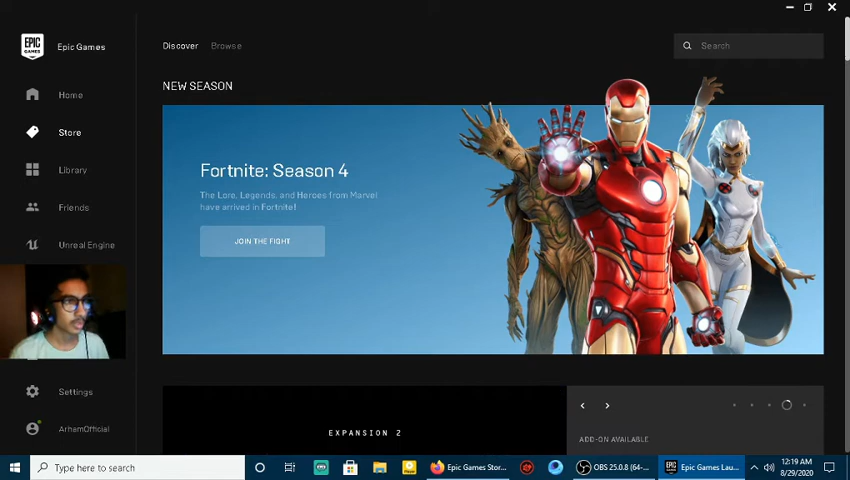 EPIC GAMES
Epic Games
Home
Store
Library
Friends
Unreal Engine
Settings
ArhamOfficial
Discover
Browse
Search
NEW SEASON
Fortnite: Season 4
The Lore, Legends, and Heroes from Marvel
have arrived in Fortnite!
JOIN THE FIGHT
EXPANSION 2
ADD-ON AVAILABLE
Type here to search
Epic Games Stor...
OBS 25.0.8 (64-...
Epic Games Lau...
12:19 AM
8/29/2020